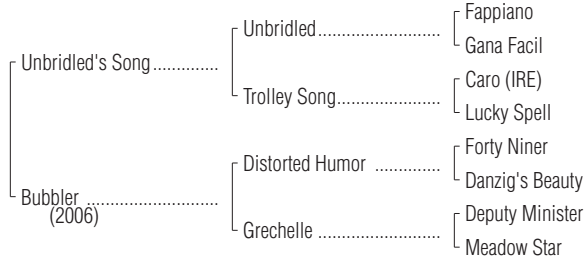 Fappiano
Unbridled....................................
Gana Facil
Unbridled's Song...................
Caro (IRE)
Trolley Song...............................
Lucky Spell
Forty Niner
Distorted Humor ....................
Danzig's Beauty
Bubbler ......................................
(2006)
Deputy Minister
Grechelle ....................................
Meadow Star